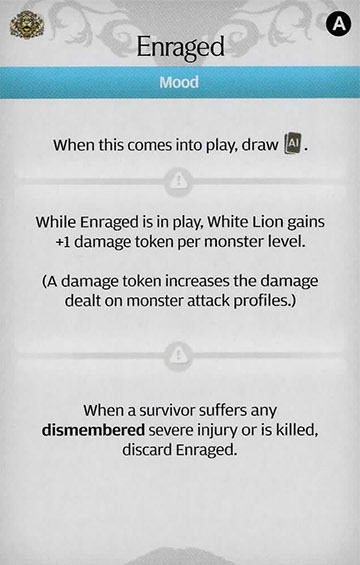 A
Enraged
Mood
When this comes into play, draw AI.
While Enraged is in play, White Lion gains
+1 damage token per monster level.
(A damage token increases the damage
dealt on monster attack profiles.)
When a survivor suffers any
dismembered severe injury or is killed,
discard Enraged.